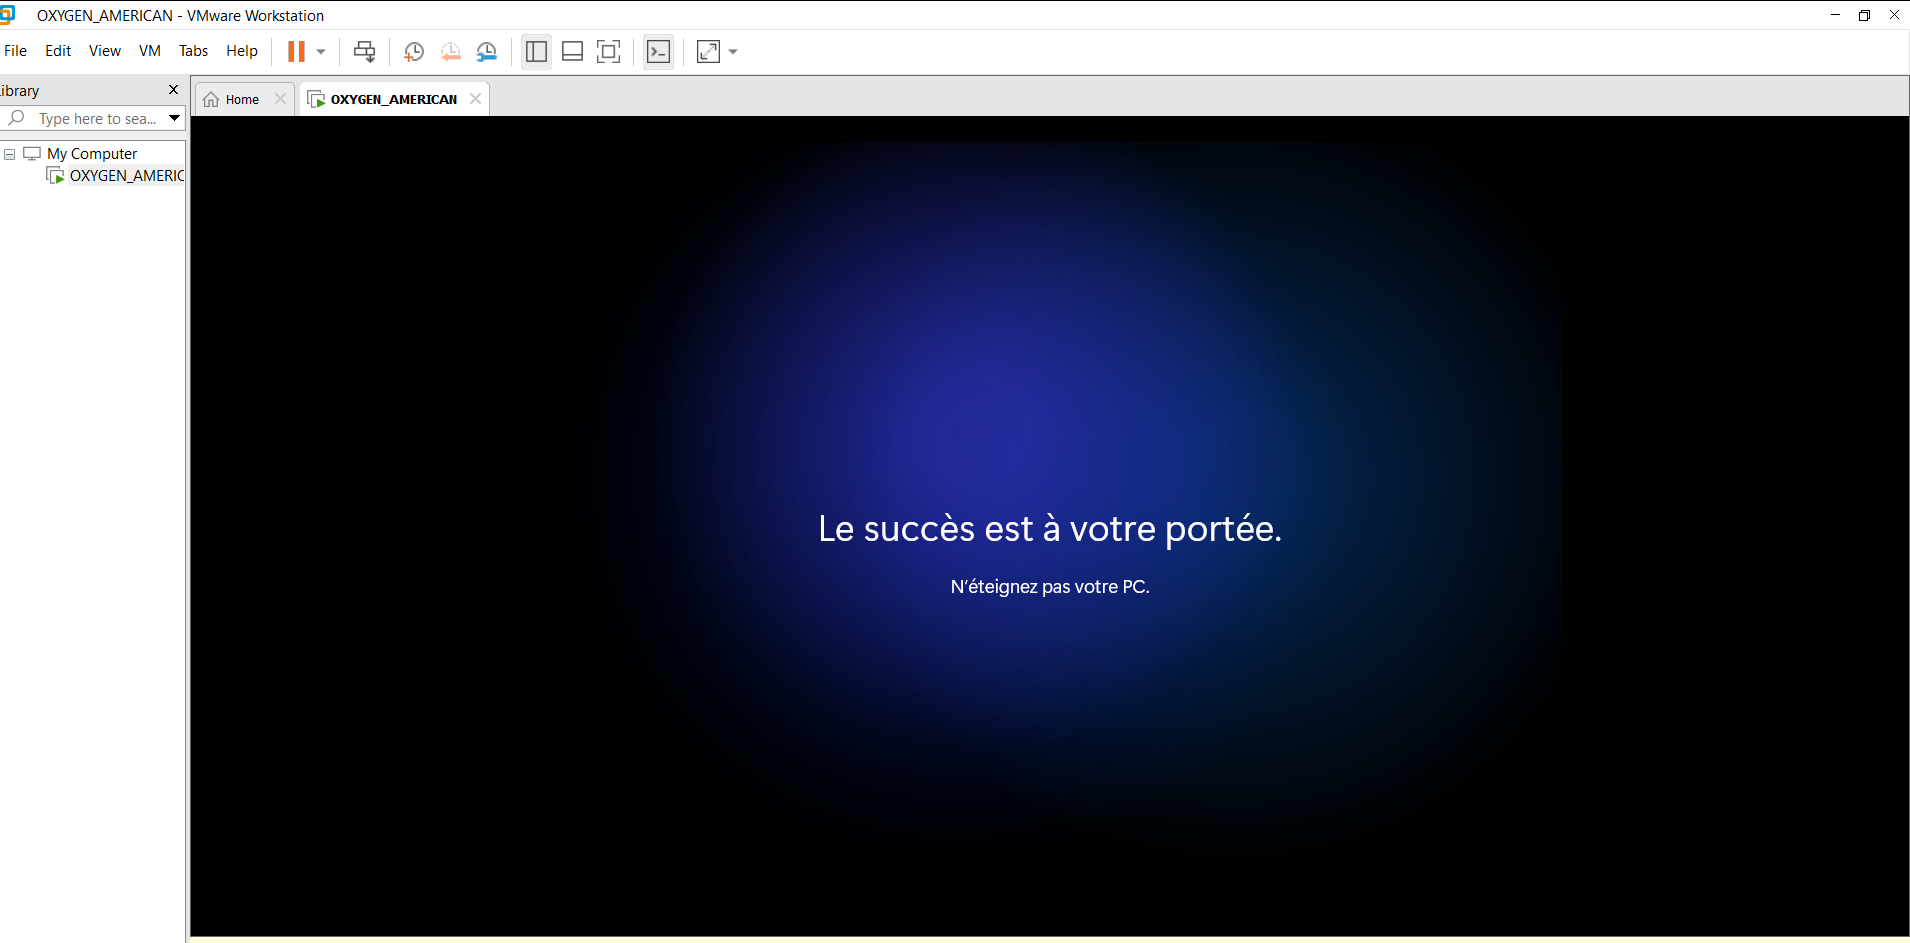 OXYGEN_AMERICAN - VMware Workstation
File Edit View VM Tabs Help
ibrary
Home
OXYGEN_AMERICAN
Type here to sea...
My Computer
OXYGEN_AMERIC
Le succès est à votre portée.
N’éteignez pas votre PC.